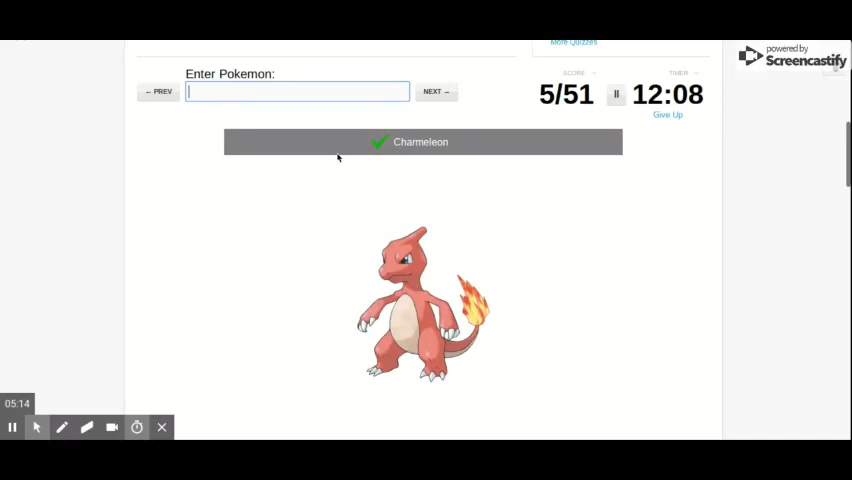 More Quizzes
powered by
Screencastify
Enter Pokemon:
← PREV
NEXT →
SCORE
5/51
TIMER
12:08
Give Up
Charmeleon
05:14